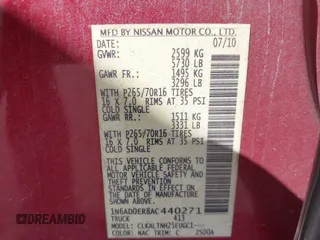 MFD BY NISSAN MOTOR CO., LTD.
DATE:
07/10
GVWR: 2599 KG
5730 LB
GAWR FR.: 1495 KG
3296 LB
WITH P265/70R16 TIRES
16 X 7.0 RIMS AT 35 PSI
COLD SINGLE
GAWR RR.: 1511 KG
3331 LB
WITH P265/70R16 TIRES
16 X 7.0 RIMS AT 35 PSI
COLD SINGLE
THIS VEHICLE CONFORMS TO ALL
APPLICABLE FEDERAL MOTOR
VEHICLE SAFETY STANDARDS
IN EFFECT ON THE DATE OF
MANUFACTURE SHOWN ABOVE.
1N6AD0ER8AC440271
TRUCK 411
MODEL: CLKALTNH25EUGC1----
COLOR: NAC TRIM: C 2500A
DREAMBID